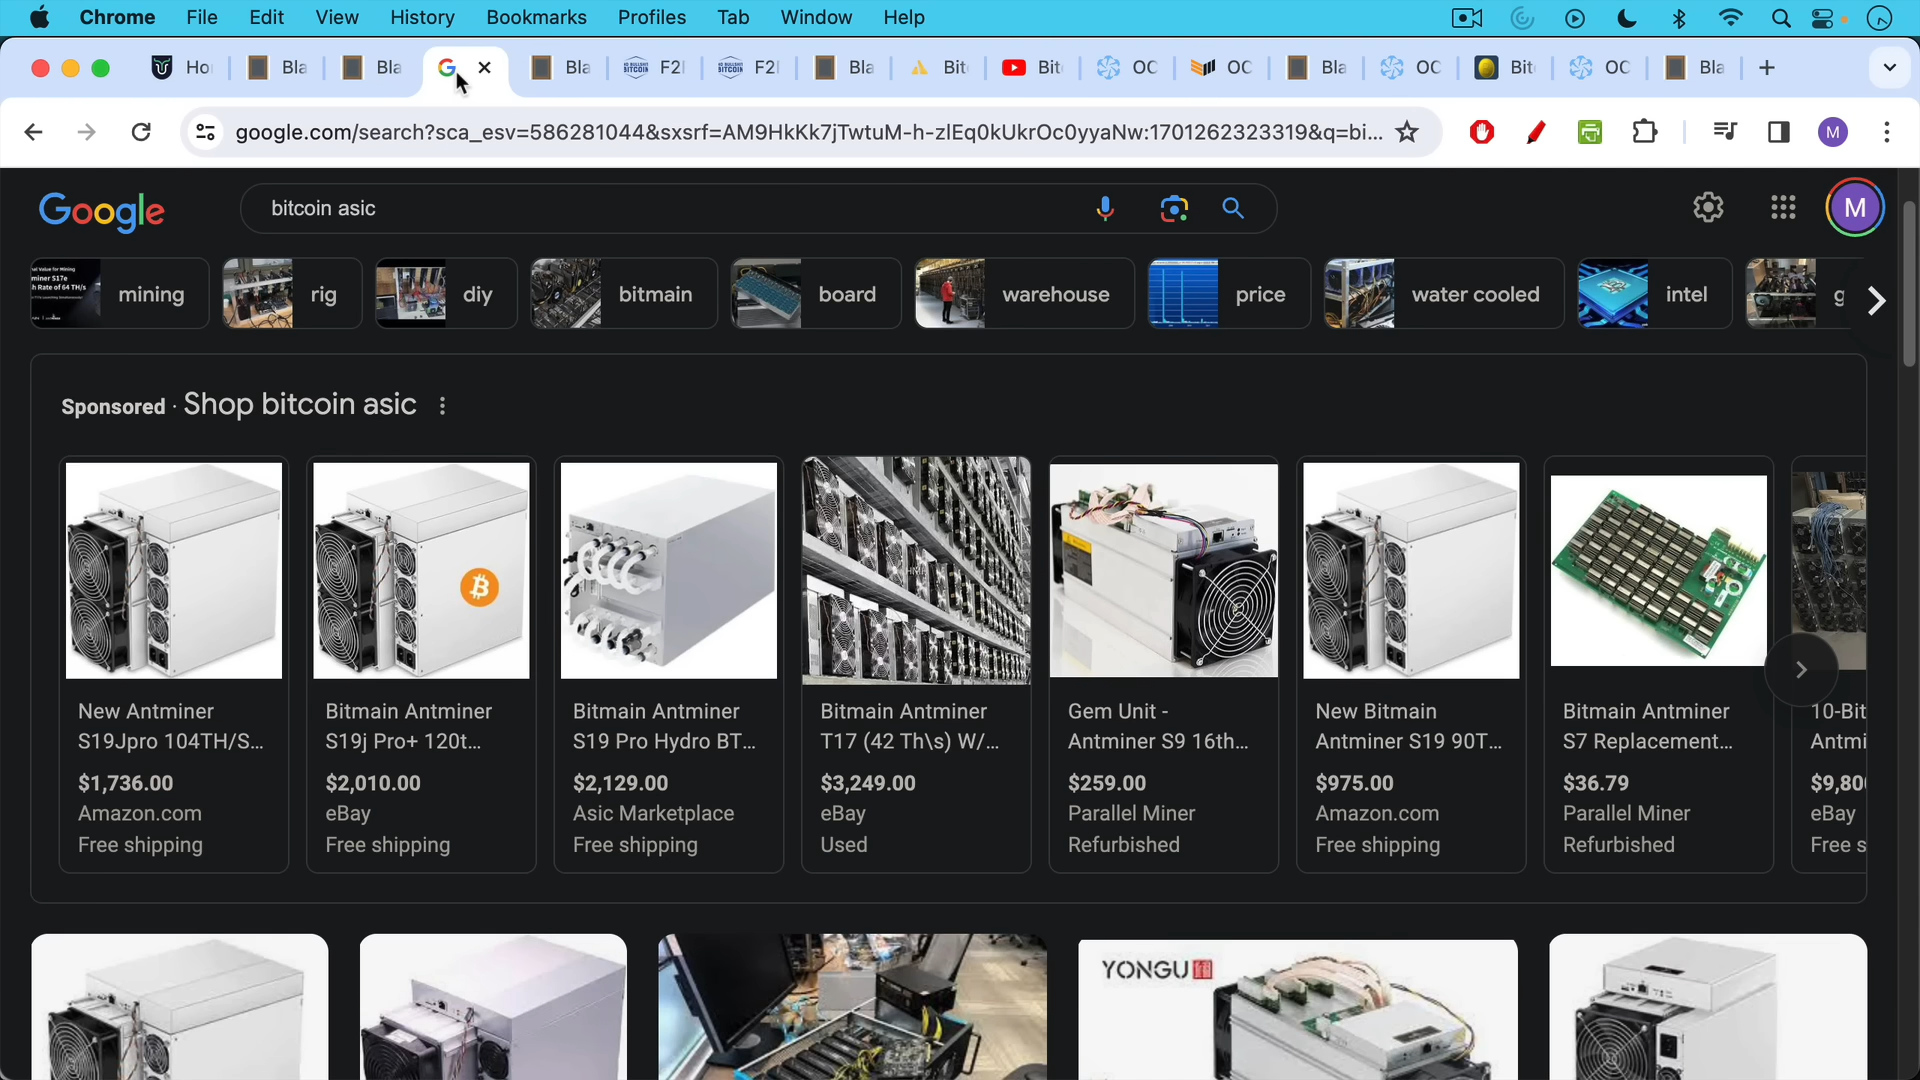 Chrome File Edit View History Bookmarks Profiles Tab Window Help
Ho Bla Bla Bla F2 F2 Bla Bit Bit OC OC Bla OC Bit OC Bla
google.com/search?sca_esv=586281044&sxsrf=AM9HkKk7jTwtuM-h-zlEq0kUkrOc0yyaNw:1701262323319&q=bi...
M
Google
bitcoin asic
M
mining rig diy bitmain board warehouse price water cooled intel g
Sponsored · Shop bitcoin asic
New Antminer
S19Jpro 104TH/S...
$1,736.00
Amazon.com
Free shipping
Bitmain Antminer
S19j Pro+ 120t...
$2,010.00
eBay
Free shipping
Bitmain Antminer
S19 Pro Hydro BT...
$2,129.00
Asic Marketplace
Free shipping
Bitmain Antminer
T17 (42 Th\s) W/...
$3,249.00
eBay
Used
Gem Unit -
Antminer S9 16th...
$259.00
Parallel Miner
Refurbished
New Bitmain
Antminer S19 90T...
$975.00
Amazon.com
Free shipping
Bitmain Antminer
S7 Replacement...
$36.79
Parallel Miner
Refurbished
10-Bit
Antmi
$9,80
eBay
Free s
YONGU